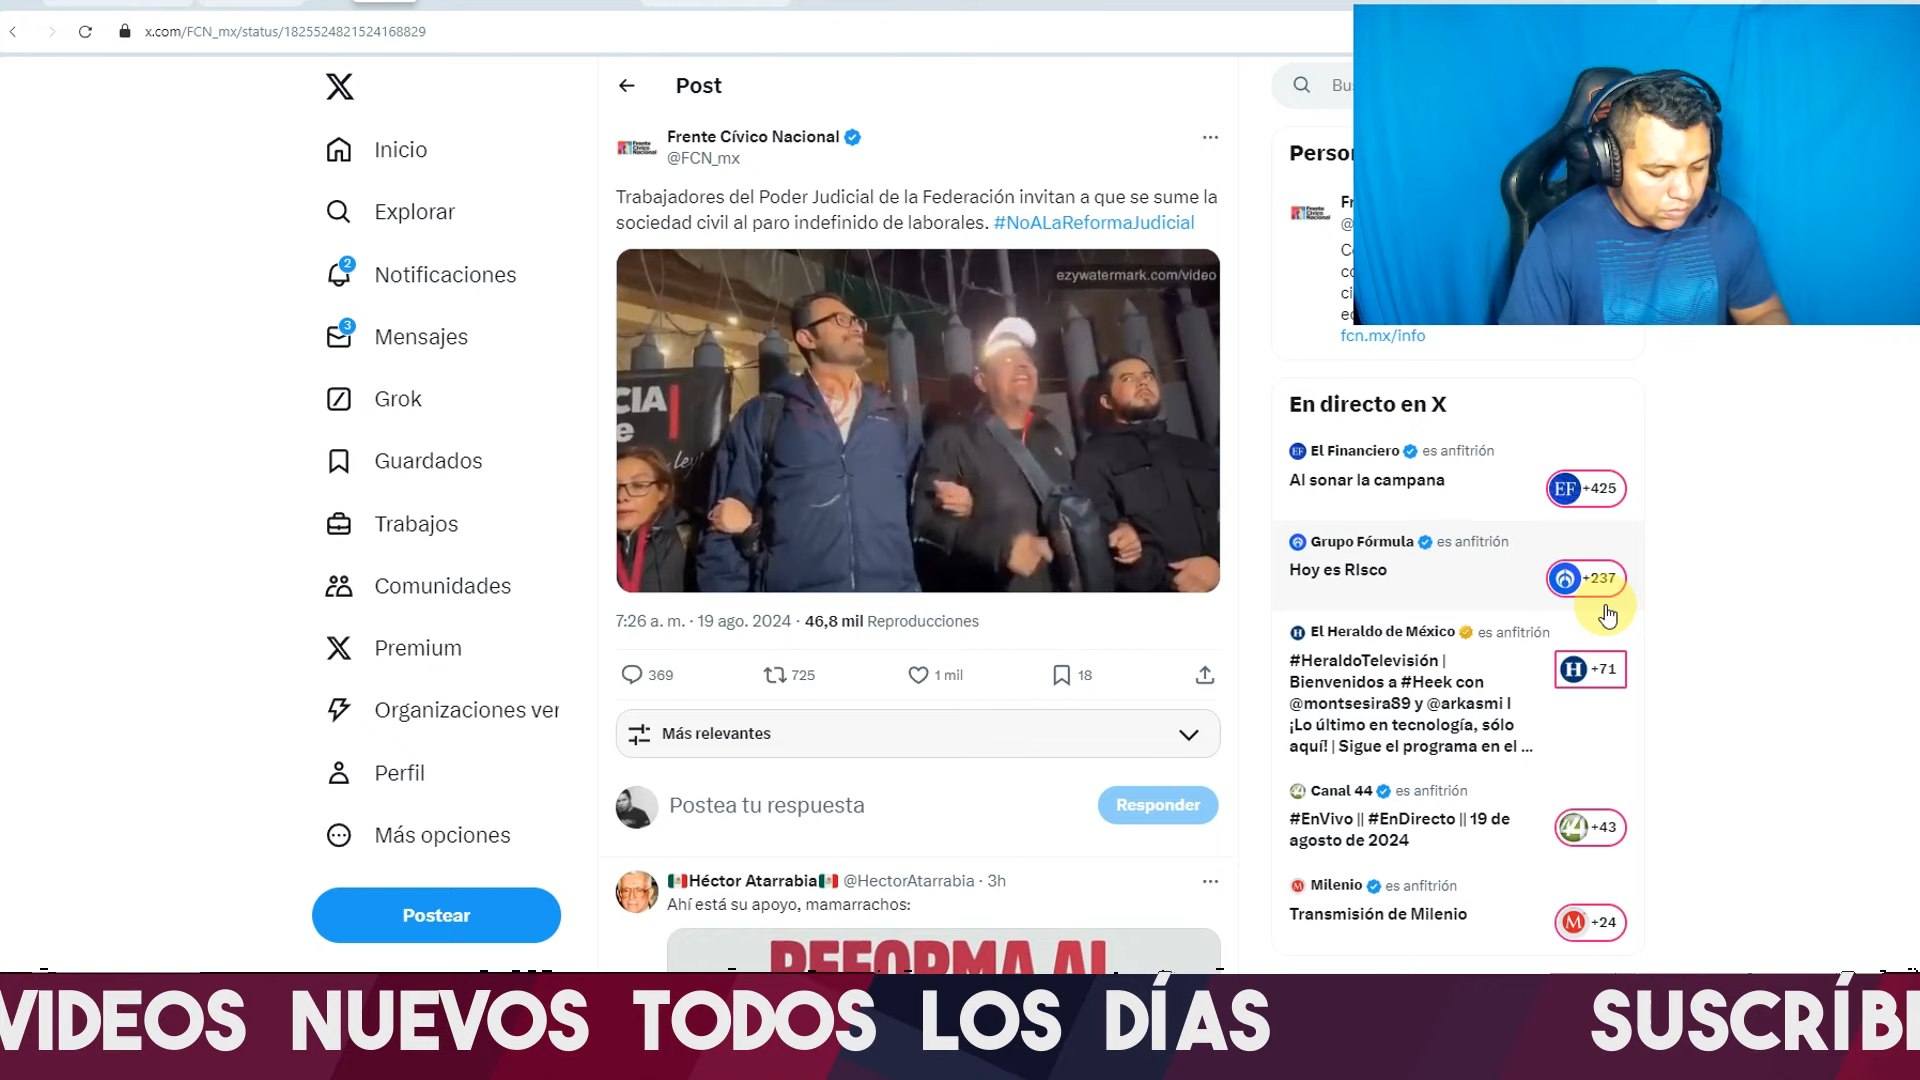 x.com/FCN_mx/status/1825524821524168829
Inicio
Explorar
2
Notificaciones
3
Mensajes
Grok
Guardados
Trabajos
Comunidades
Premium
Organizaciones ver
Perfil
Más opciones
Postear
Post
Frente Cívico Nacional
@FCN_mx
Trabajadores del Poder Judicial de la Federación invitan a que se sume la
sociedad civil al paro indefinido de laborales. #NoALaReformaJudicial
ezywatermark.com/video
CIA
e
ley
7:26 a. m. · 19 ago. 2024 · 46,8 mil Reproducciones
369 725 1 mil 18
Más relevantes
Postea tu respuesta
Responder
Héctor Atarrabia @HectorAtarrabia · 3h
Ahí está su apoyo, mamarrachos:
REFORMA AL
Bus
Perso
Fr
@
C
co
ci
ec
fcn.mx/info
En directo en X
EF El Financiero es anfitrión
Al sonar la campana
EF +425
Grupo Fórmula es anfitrión
Hoy es RIsco
+237
H El Heraldo de México es anfitrión
#HeraldoTelevisión |
Bienvenidos a #Heek con
@montsesira89 y @arkasmi l
¡Lo último en tecnología, sólo
aquí! | Sigue el programa en el ...
H +71
Canal 44 es anfitrión
#EnVivo || #EnDirecto || 19 de
agosto de 2024
44 +43
M Milenio es anfitrión
Transmisión de Milenio
M +24
VIDEOS NUEVOS TODOS LOS DÍAS SUSCRÍB